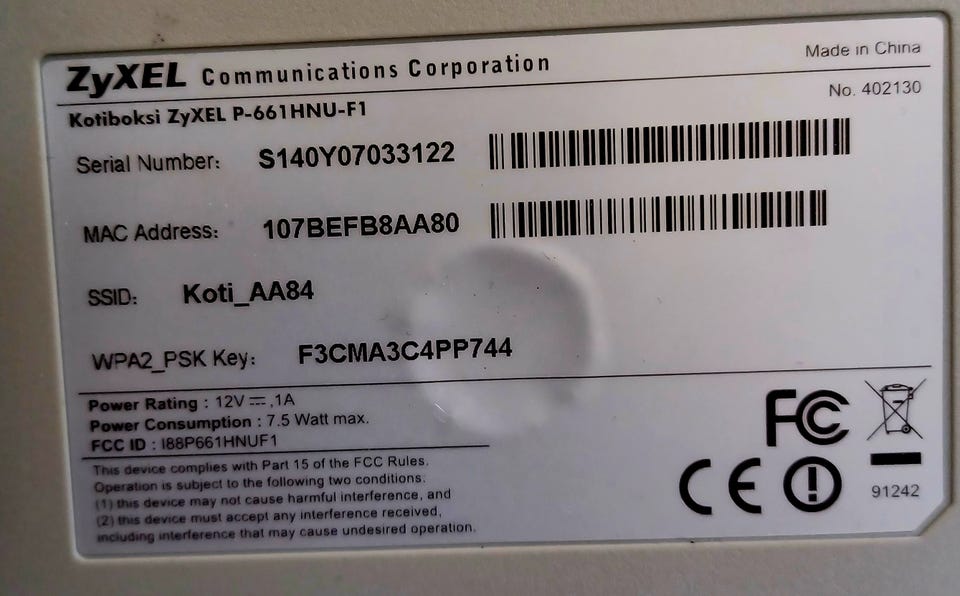 ZyXEL Communications Corporation
Made in China
No. 402130
Kotiboksi ZyXEL P-661HNU-F1
Serial Number: S140Y07033122
MAC Address: 107BEFB8AA80
SSID: Koti_AA84
WPA2_PSK Key: F3CMA3C4PP744
Power Rating : 12V ⎓ ,1A
Power Consumption : 7.5 Watt max.
FCC ID : I88P661HNUF1
This device complies with Part 15 of the FCC Rules.
Operation is subject to the following two conditions:
(1) this device may not cause harmful interference, and
(2) this device must accept any interference received,
including interference that may cause undesired operation.
FC
CE
91242